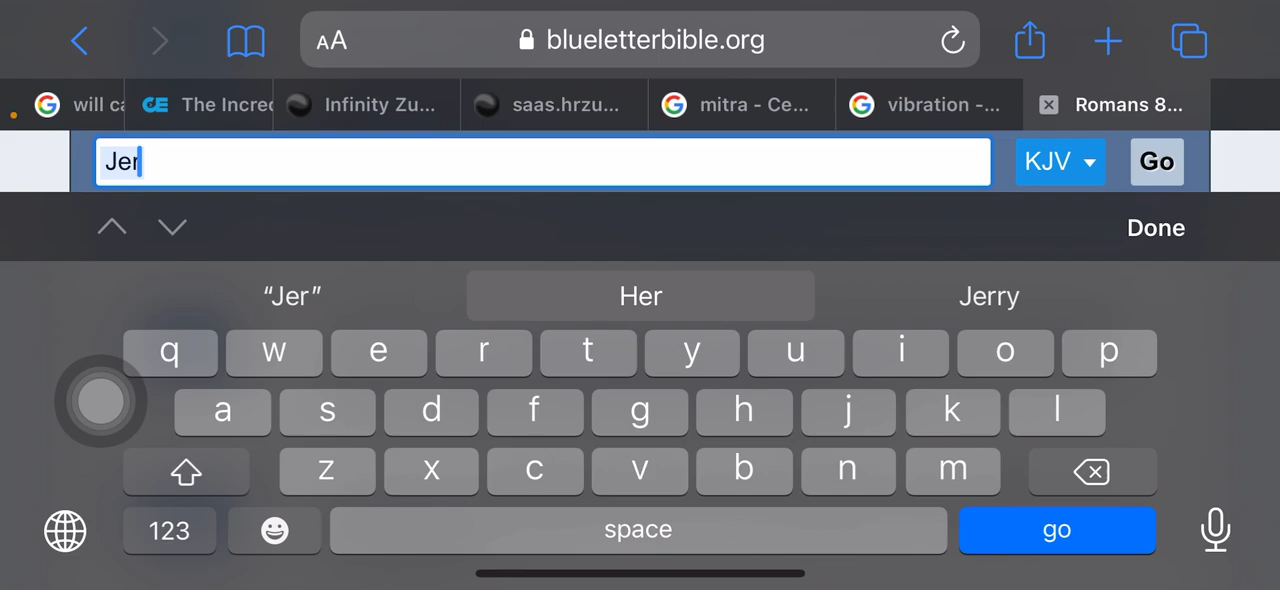 AA blueletterbible.org
will ca The Incred Infinity Zu... saas.hrzu... mitra - Ce... vibration -... Romans 8...
Jer KJV Go
Done
“Jer” Her Jerry
q w e r t y u i o p
a s d f g h j k l
z x c v b n m
123 space go